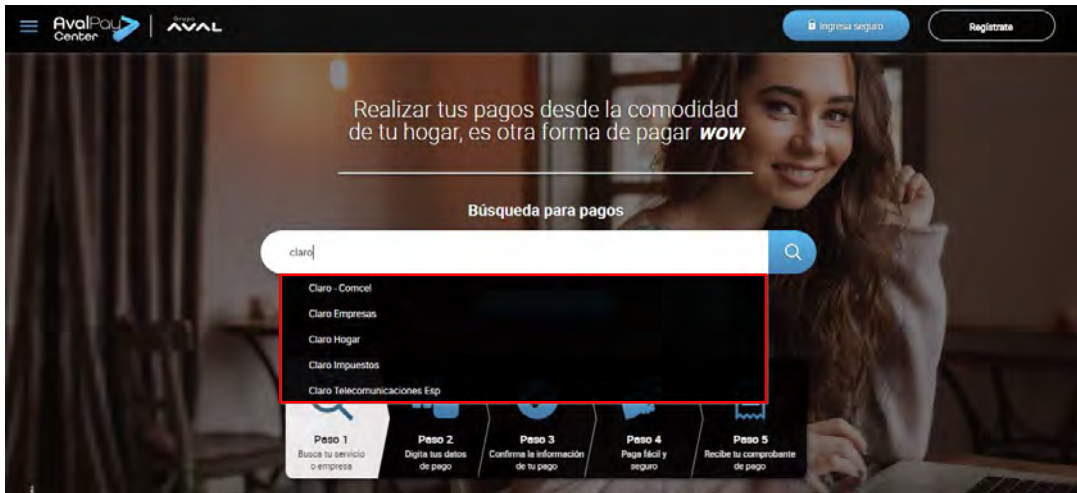 AvalPay
Center
Grupo
AVAL
Ingresa seguro
Regístrate
Realizar tus pagos desde la comodidad
de tu hogar, es otra forma de pagar wow
Búsqueda para pagos
claro
Claro - Comcel
Claro Empresas
Claro Hogar
Claro Impuestos
Claro Telecomunicaciones Esp
Paso 1
Busca tu servicio
o empresa
Paso 2
Digita tus datos
de pago
Paso 3
Confirma la información
de tu pago
Paso 4
Paga fácil y
seguro
Paso 5
Recibe tu comprobante
de pago